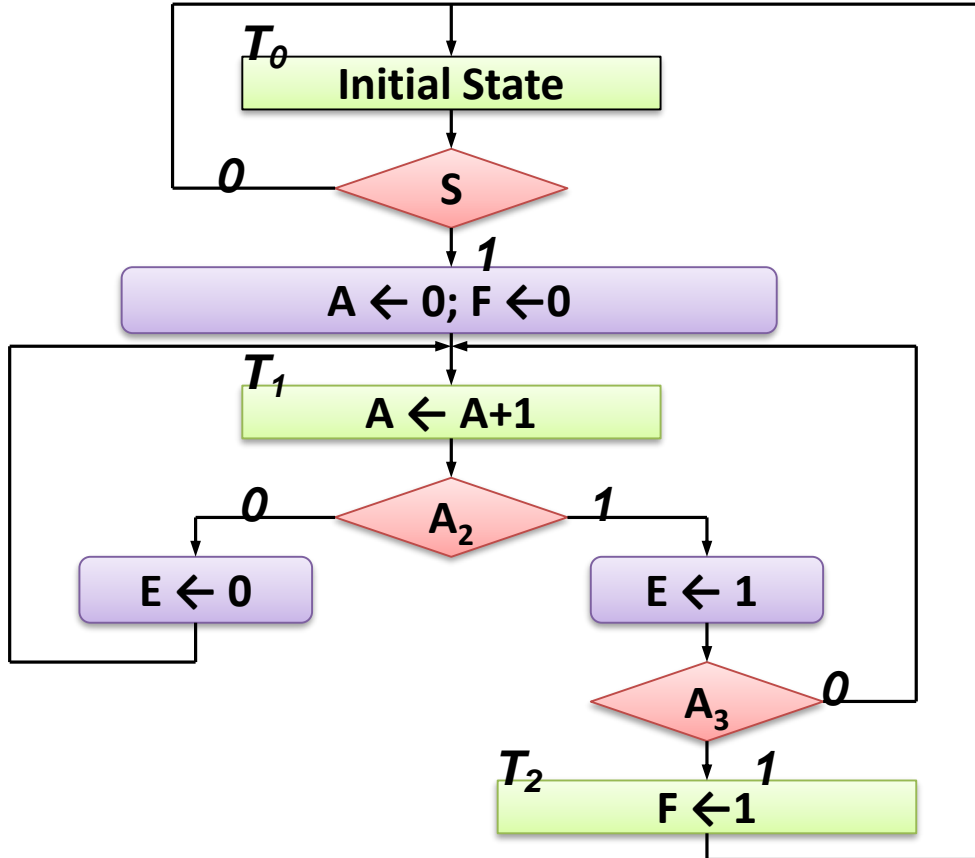 T₀
Initial State
0
S
1
A ← 0; F ←0
T₁
A ← A+1
0
A₂
1
E ← 0
E ← 1
A₃
0
T₂
1
F ←1